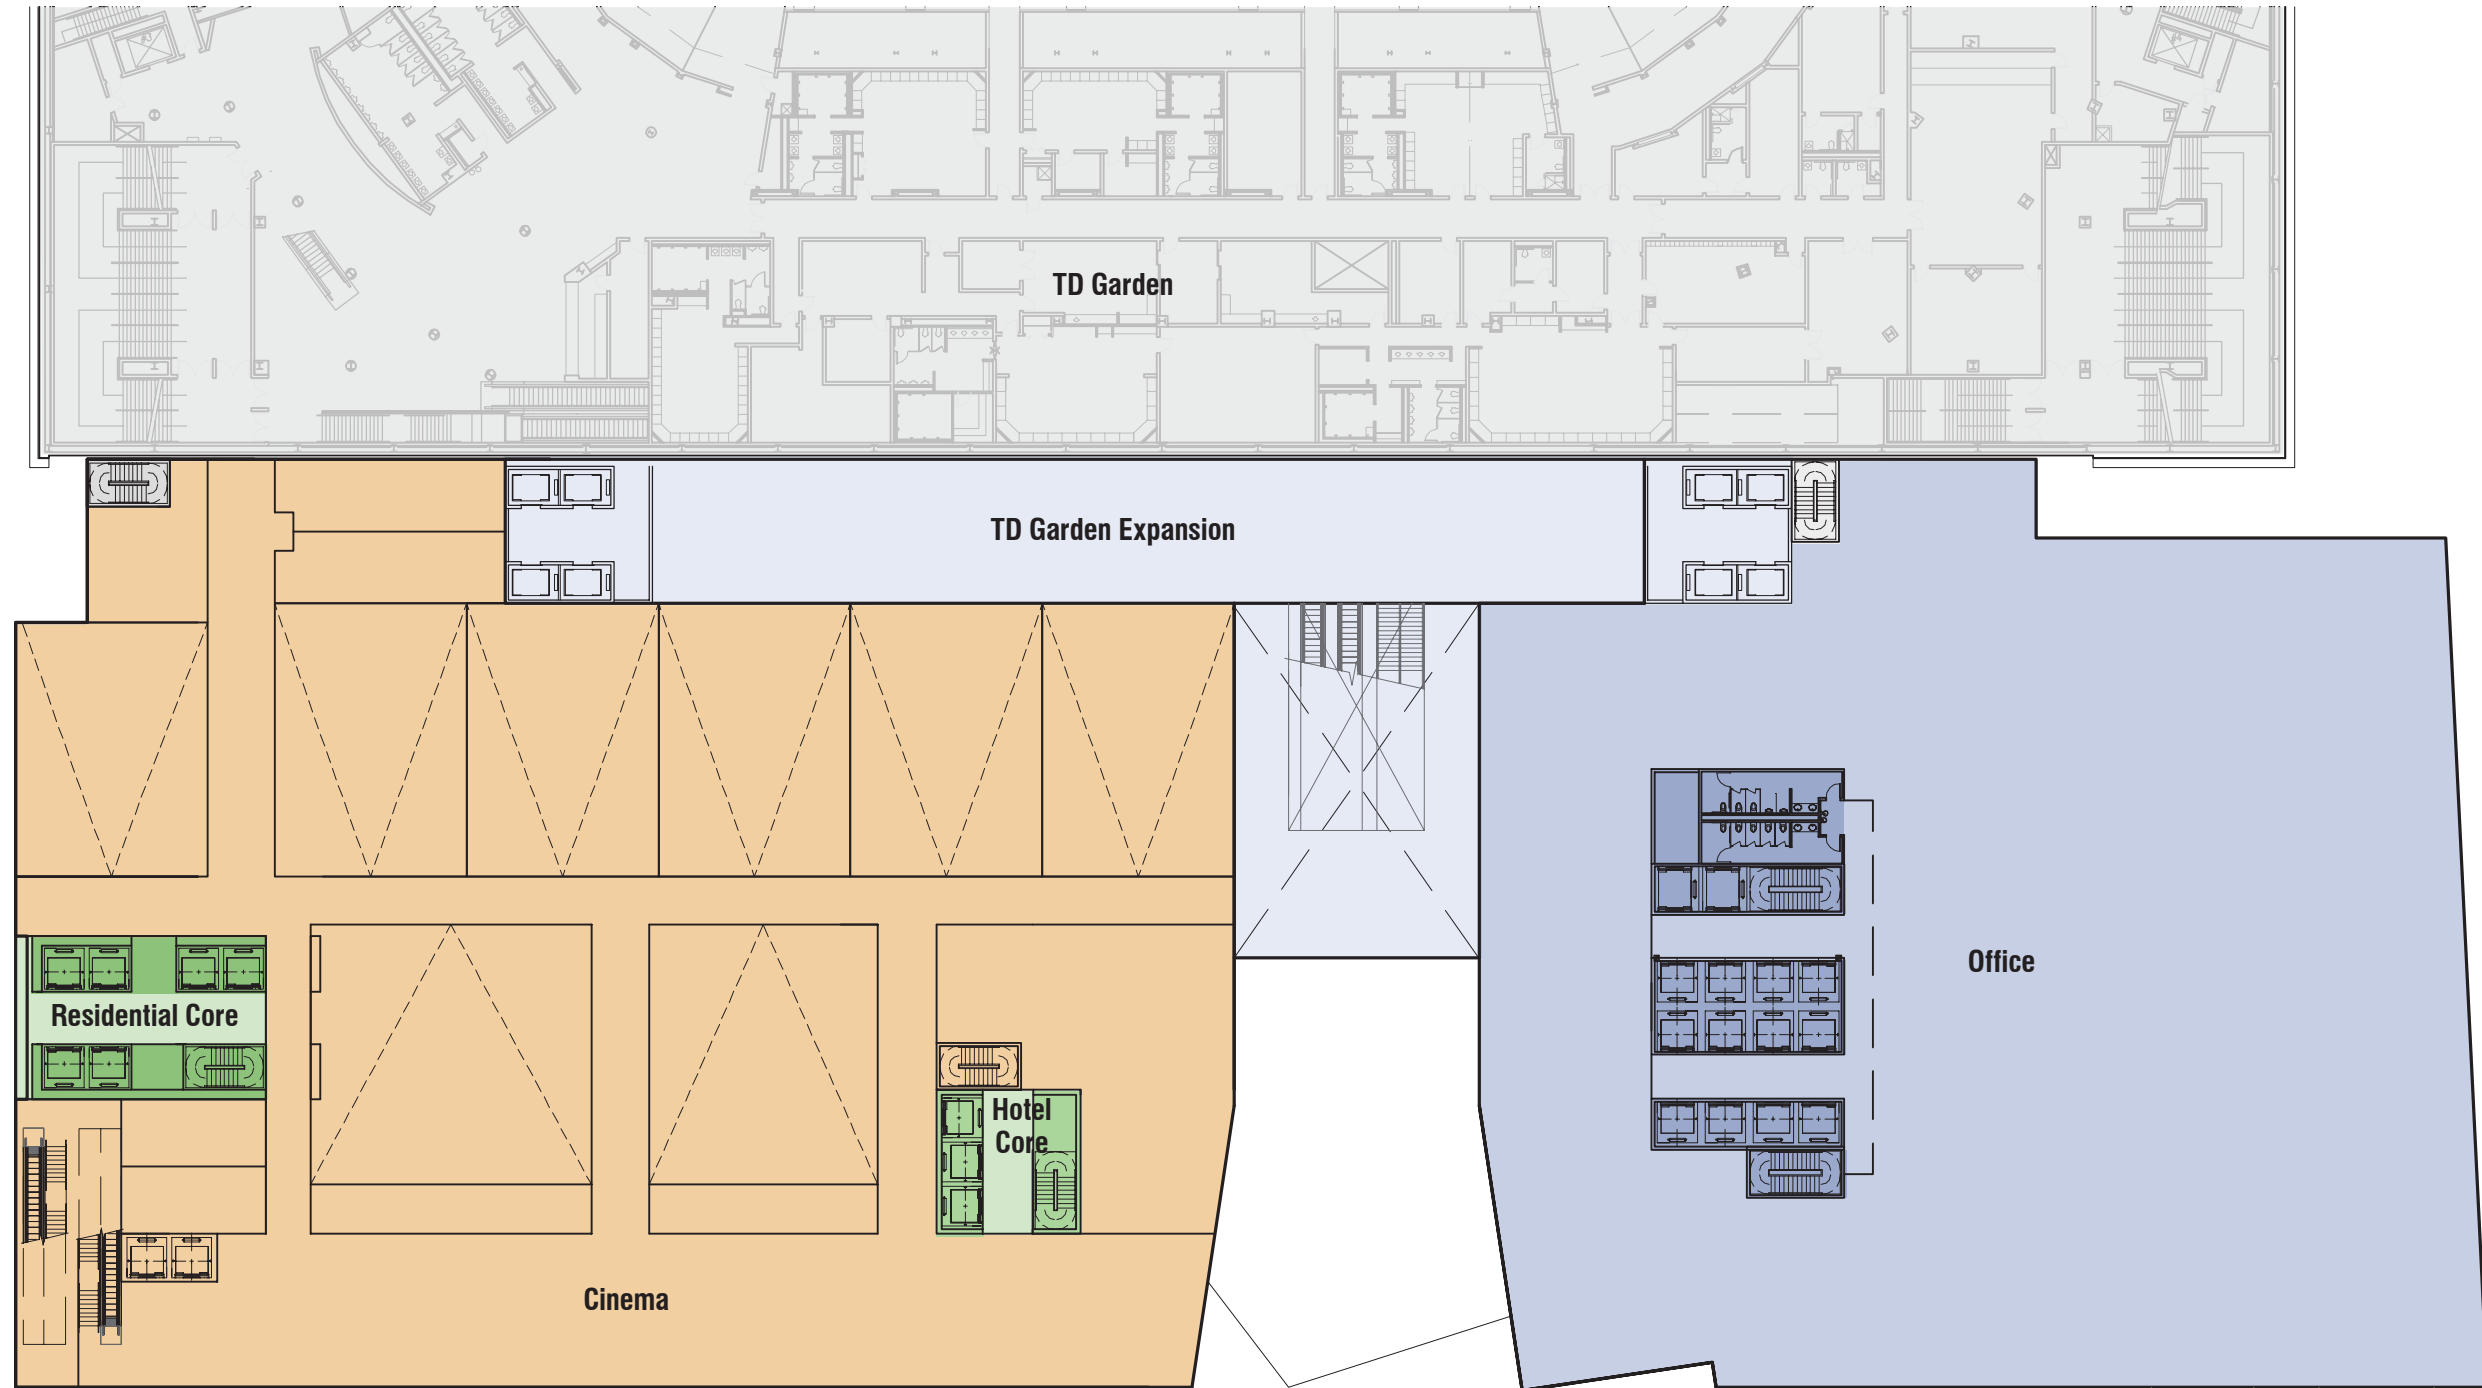 TD Garden
TD Garden Expansion
Office
Residential Core
Hotel
Core
Cinema